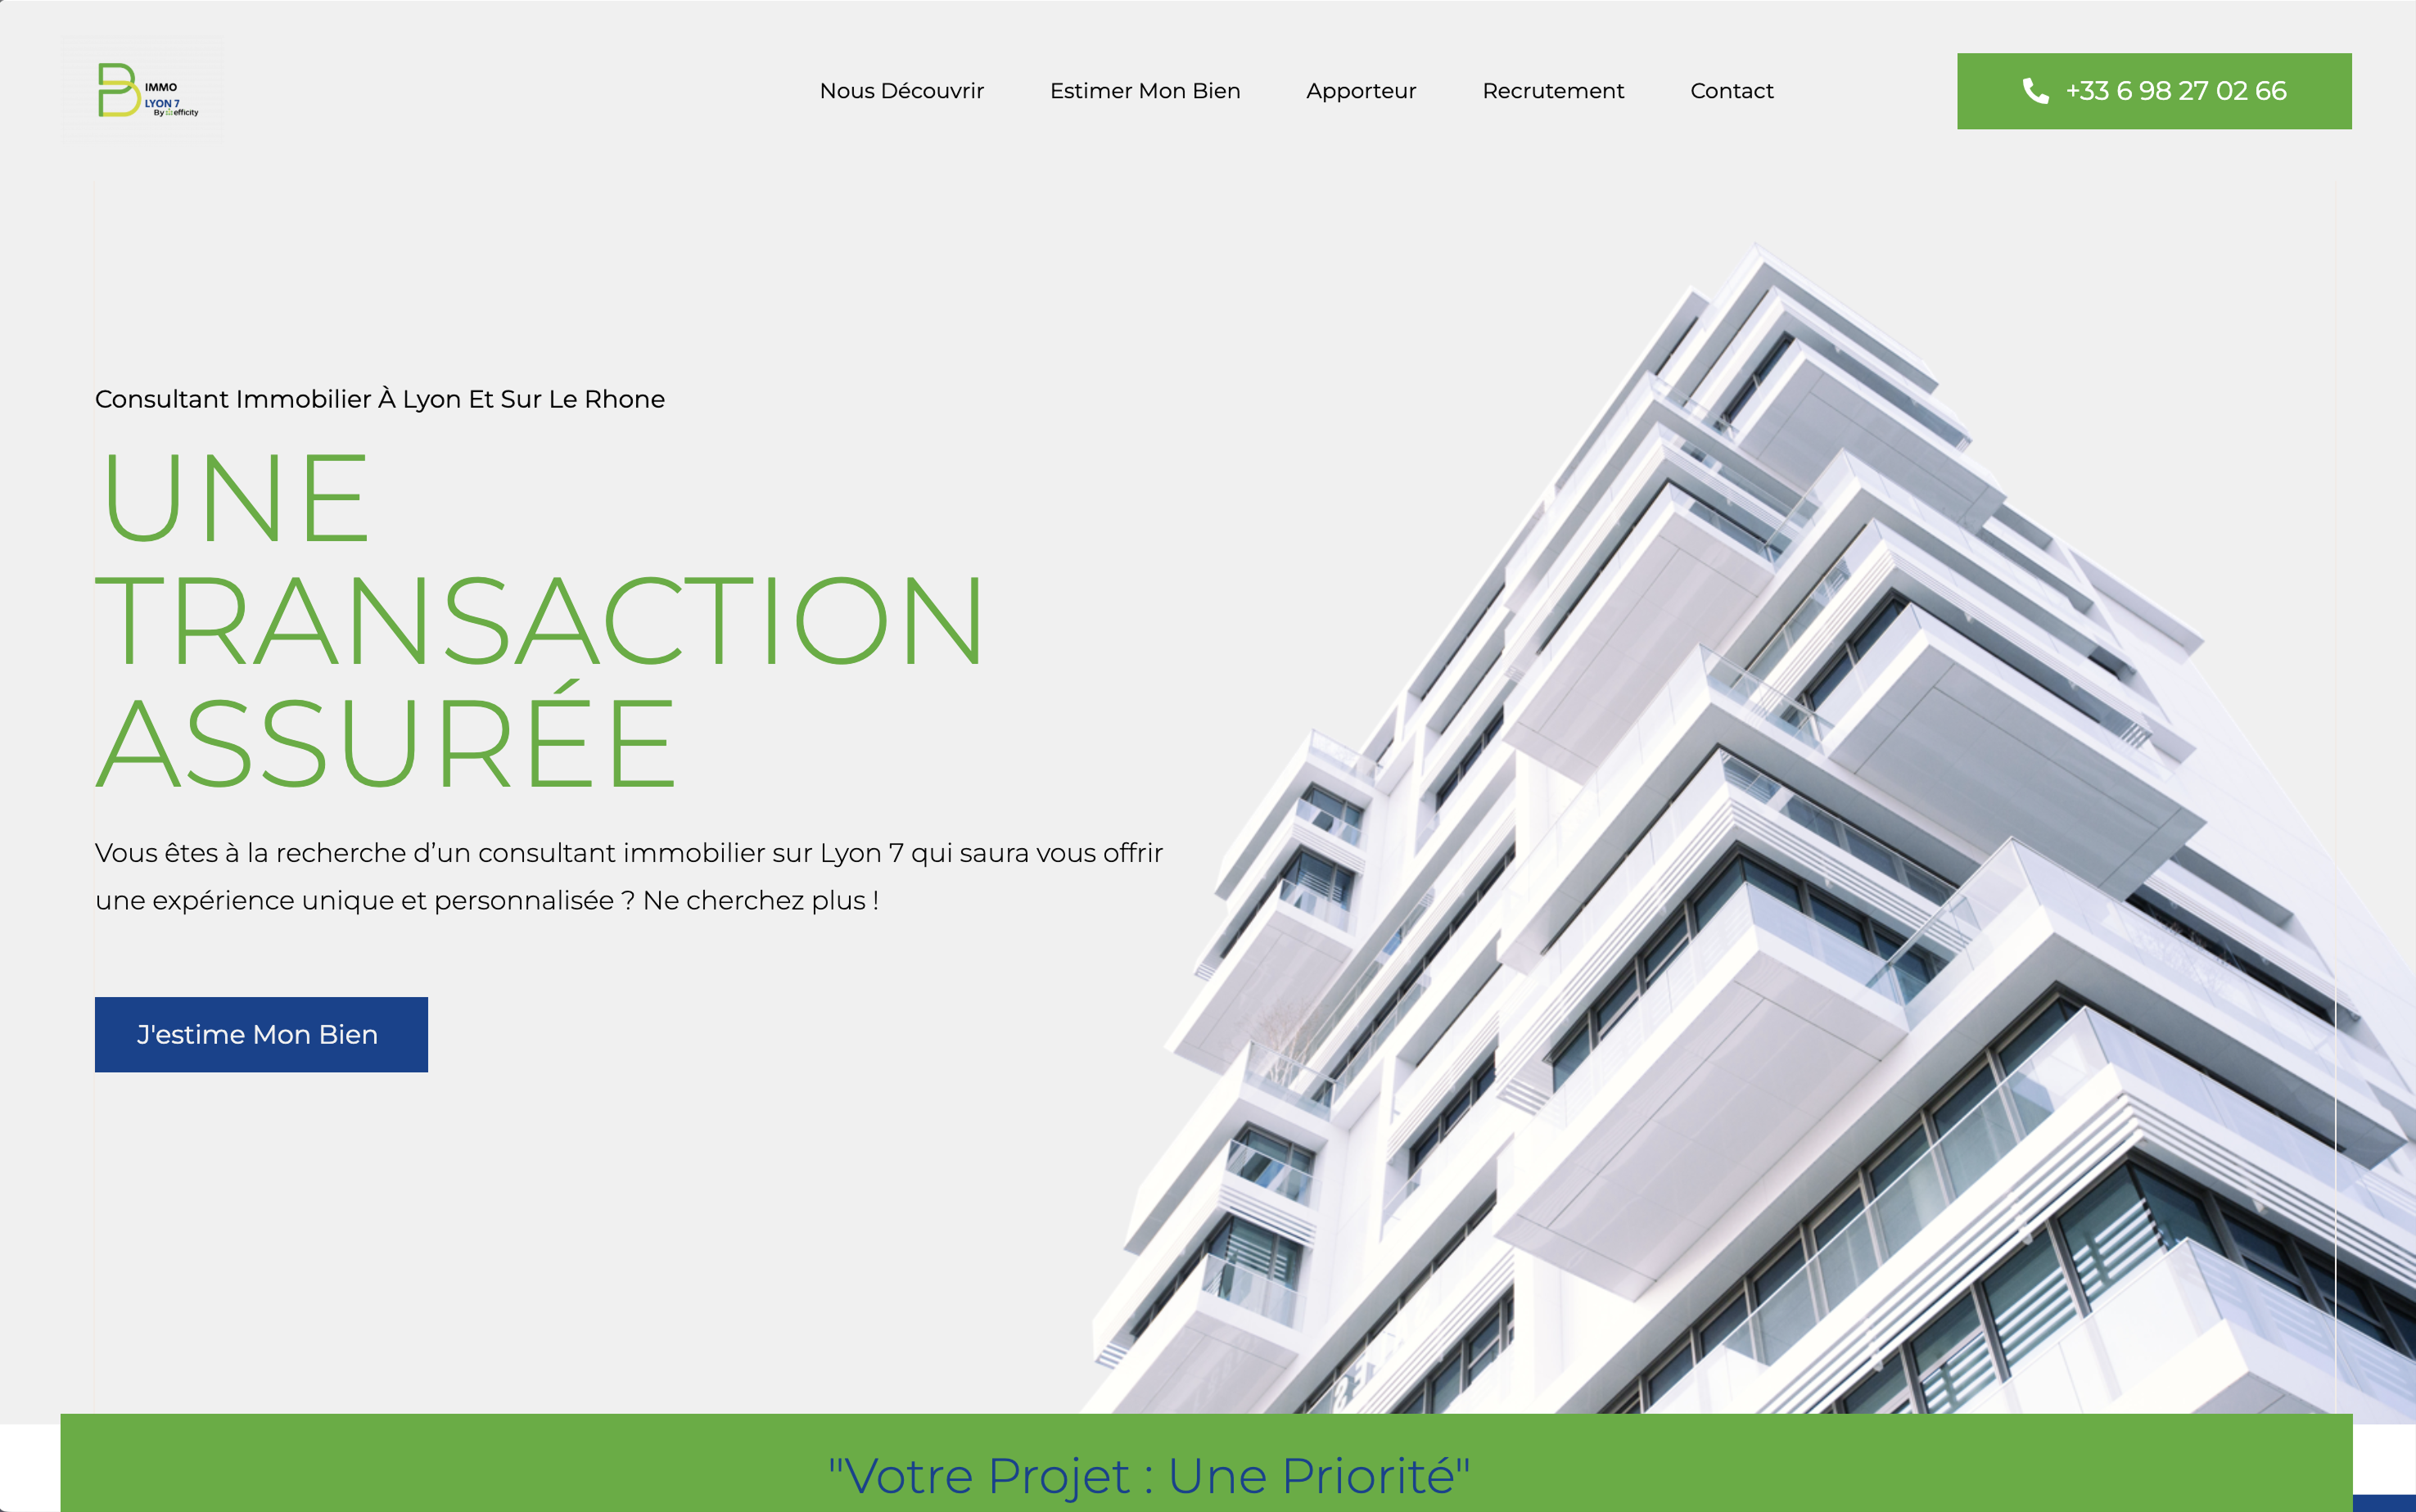 IMMO
LYON 7
By efficity
Nous Découvrir
Estimer Mon Bien
Apporteur
Recrutement
Contact
+33 6 98 27 02 66
Consultant Immobilier À Lyon Et Sur Le Rhone
UNE
TRANSACTION
ASSURÉE
Vous êtes à la recherche d’un consultant immobilier sur Lyon 7 qui saura vous offrir
une expérience unique et personnalisée ? Ne cherchez plus !
J'estime Mon Bien
"Votre Projet : Une Priorité"